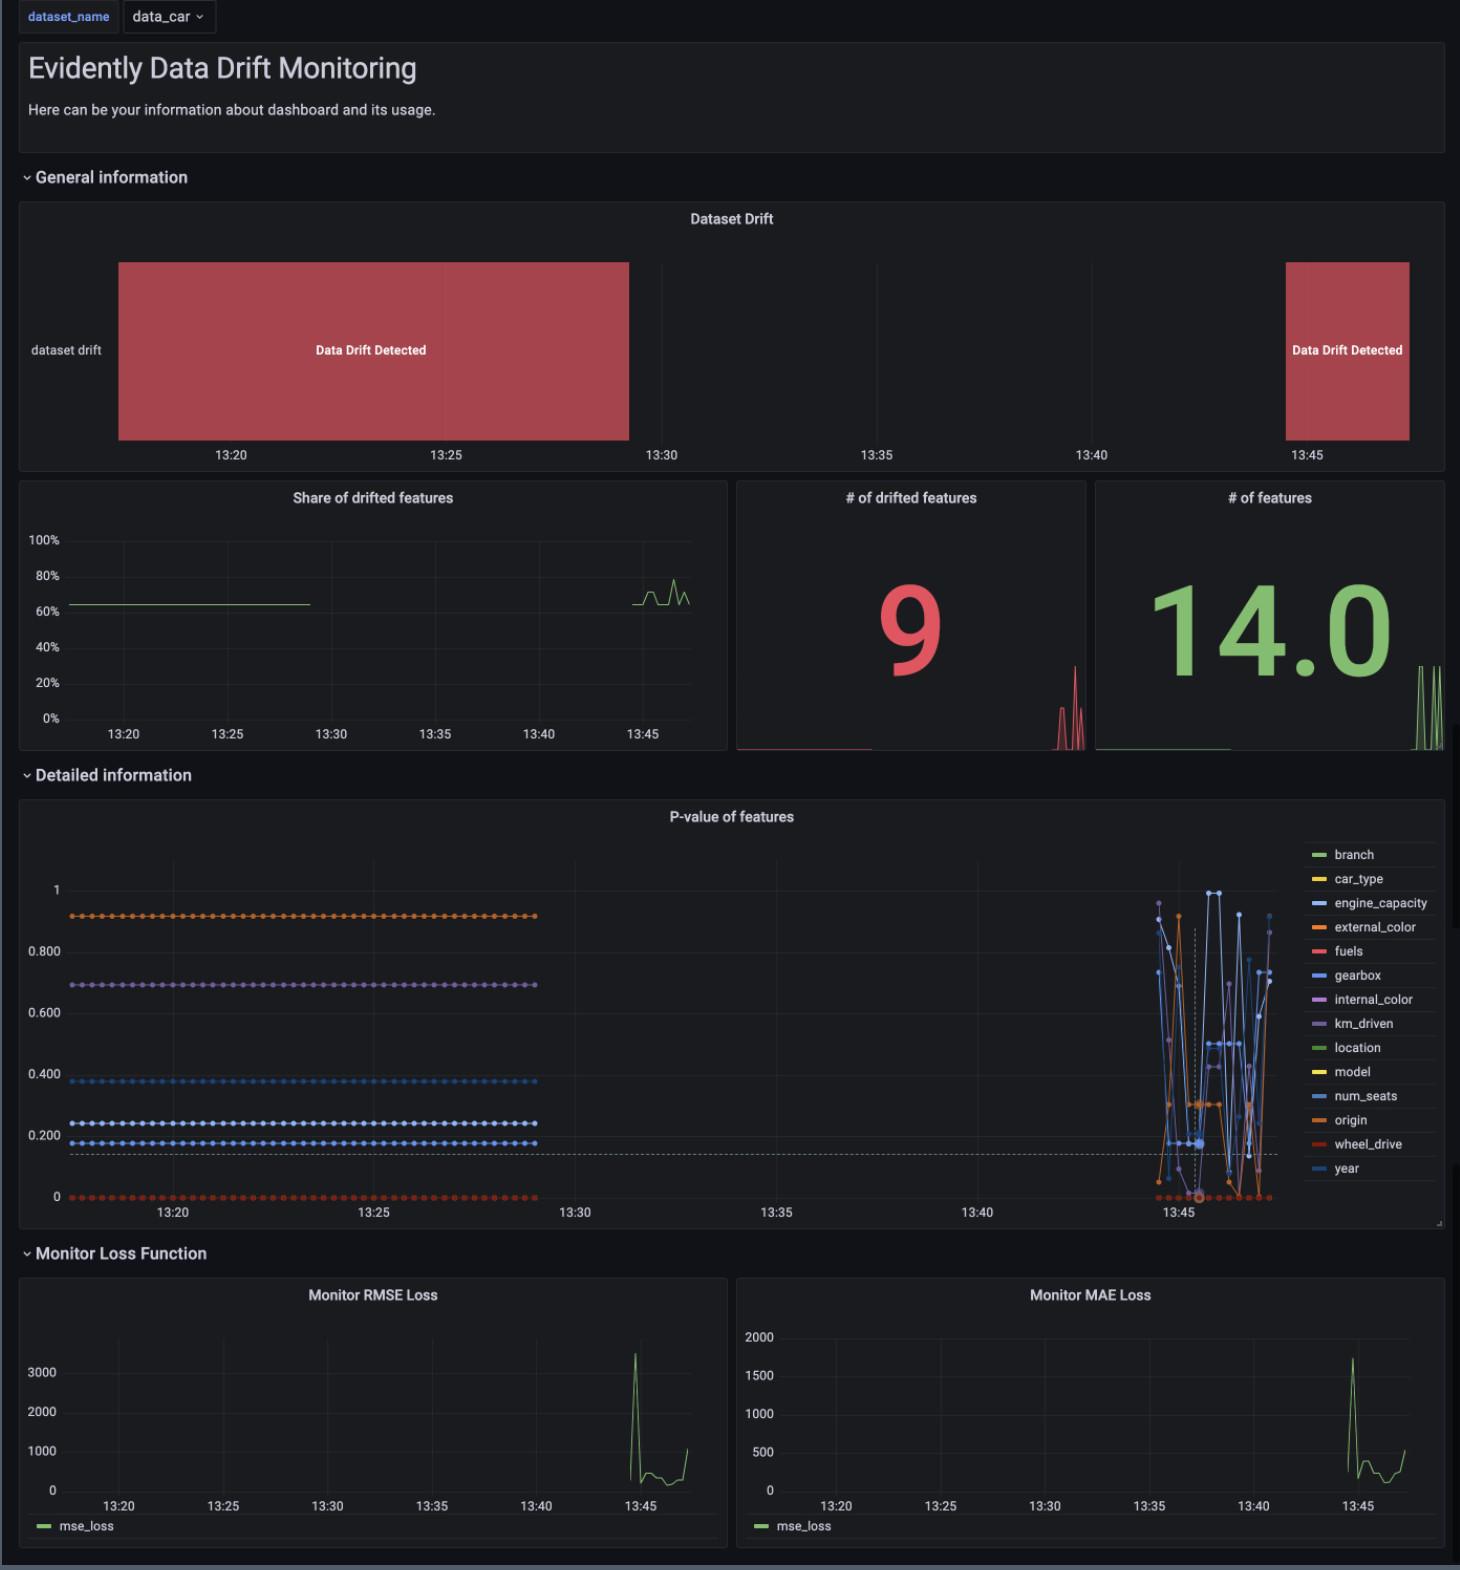 dataset_name data_car
Evidently Data Drift Monitoring
Here can be your information about dashboard and its usage.
General information
Dataset Drift
dataset drift
Data Drift Detected
Data Drift Detected
13:20 13:25 13:30 13:35 13:40 13:45
Share of drifted features
100%
80%
60%
40%
20%
0%
13:20 13:25 13:30 13:35 13:40 13:45
# of drifted features
9
# of features
14.0
Detailed information
P-value of features
1
0.800
0.600
0.400
0.200
0
13:20 13:25 13:30 13:35 13:40 13:45
branch
car_type
engine_capacity
external_color
fuels
gearbox
internal_color
km_driven
location
model
num_seats
origin
wheel_drive
year
Monitor Loss Function
Monitor RMSE Loss
3000
2000
1000
0
13:20 13:25 13:30 13:35 13:40 13:45
mse_loss
Monitor MAE Loss
2000
1500
1000
500
0
13:20 13:25 13:30 13:35 13:40 13:45
mse_loss